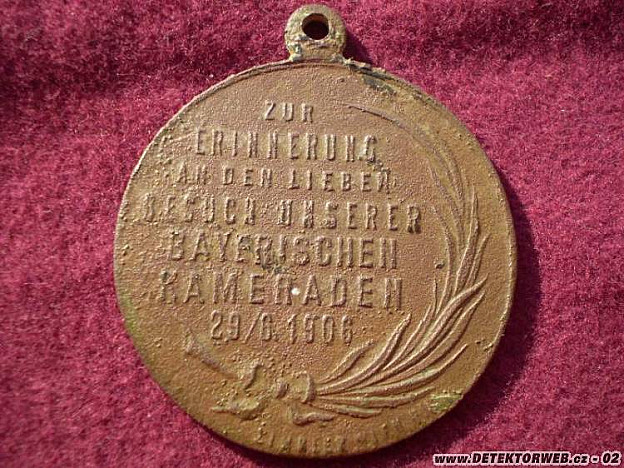 ZUR
ERINNERUNG
AN DEN LIEBEN
BESUCH UNSERER
BAYERISCHEN
KAMERADEN
29/6. 1906
www.DETEKTORWEB.cz - 02